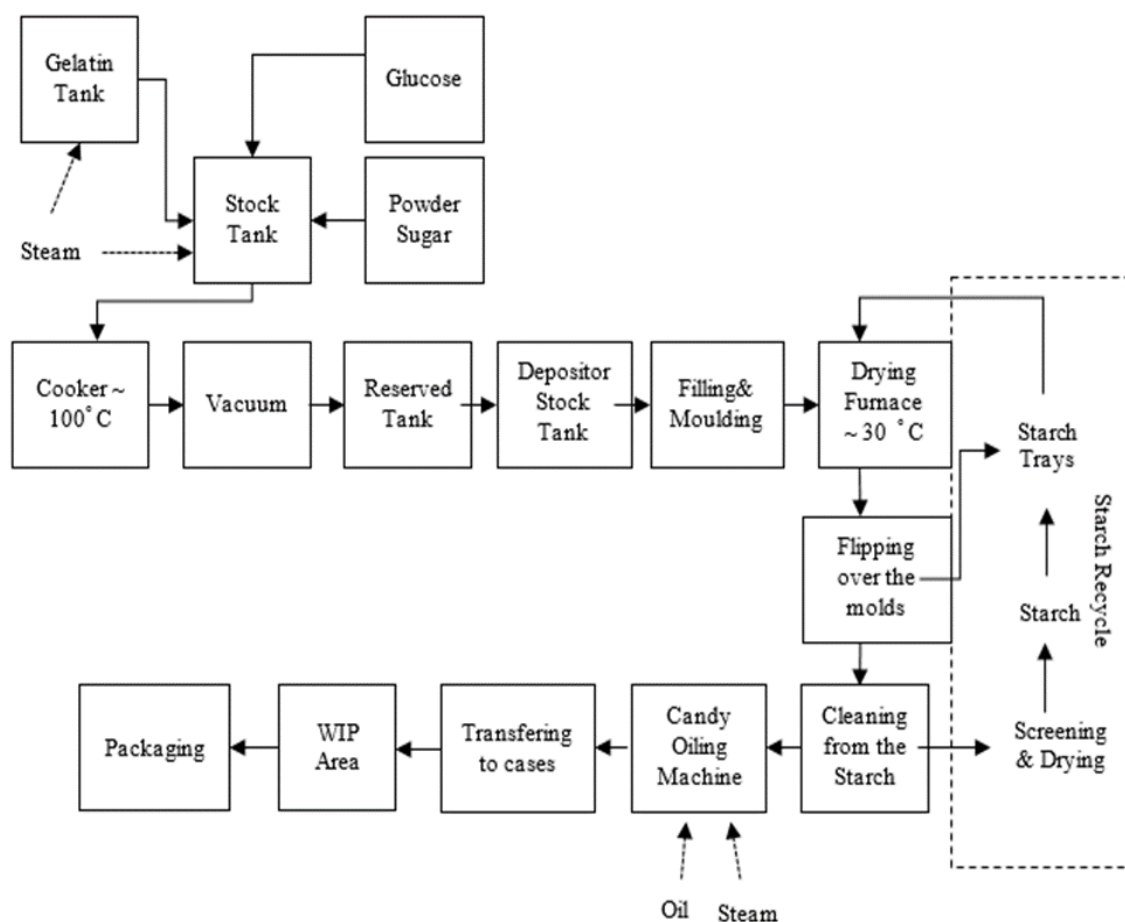 Gelatin
Tank
Glucose
Stock
Tank
Powder
Sugar
Steam
Cooker ~
100°C
Vacuum
Reserved
Tank
Depositor
Stock
Tank
Filling&
Moulding
Drying
Furnace
~ 30 °C
Starch
Trays
Starch Recycle
Flipping
over the
molds
Starch
Packaging
WIP
Area
Transfering
to cases
Candy
Oiling
Machine
Cleaning
from the
Starch
Screening
& Drying
Oil
Steam